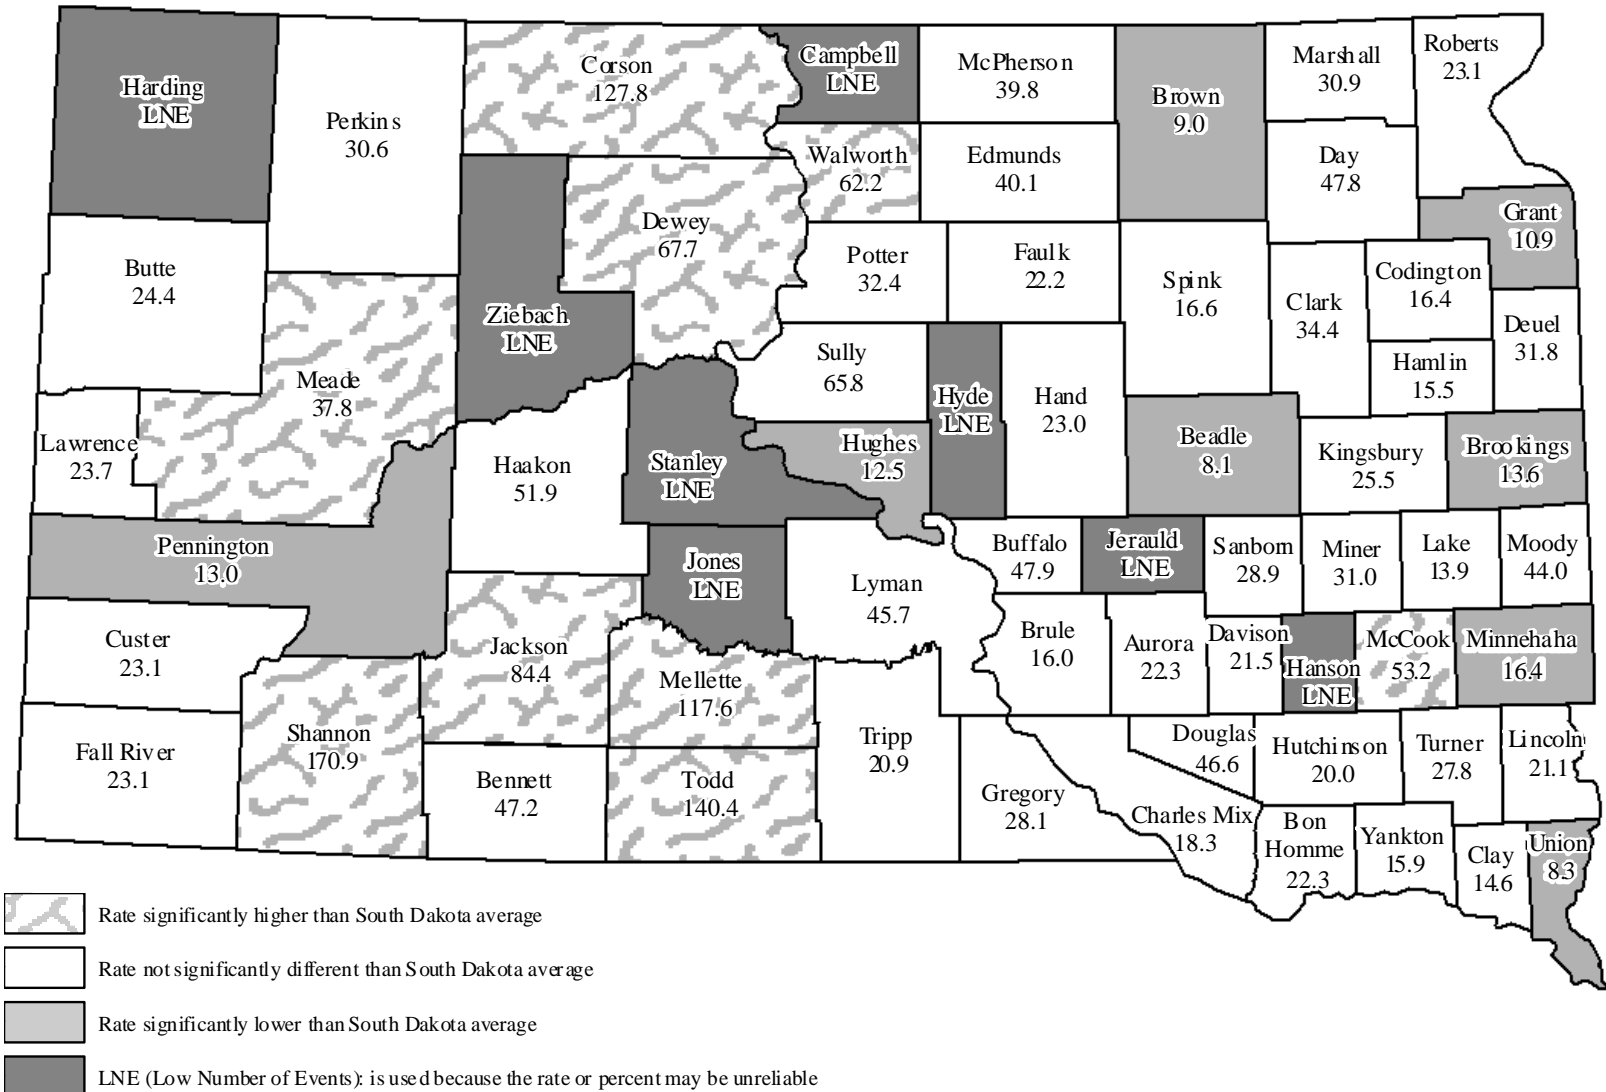 Harding
LNE
Perkins
30.6
Corson
127.8
Campbell
LNE
McPherson
39.8
Brown
9.0
Marshall
30.9
Roberts
23.1
Walworth
62.2
Edmunds
40.1
Day
47.8
Grant
10.9
Butte
24.4
Dewey
67.7
Ziebach
LNE
Potter
32.4
Faulk
22.2
Spink
16.6
Clark
34.4
Codington
16.4
Deuel
31.8
Hamlin
15.5
Meade
37.8
Sully
65.8
Hyde
LNE
Hand
23.0
Lawrence
23.7
Haakon
51.9
Stanley
LNE
Hughes
12.5
Beadle
8.1
Kingsbury
25.5
Brookings
13.6
Pennington
13.0
Jones
LNE
Lyman
45.7
Buffalo
47.9
Jerauld
LNE
Sanborn
28.9
Miner
31.0
Lake
13.9
Moody
44.0
Custer
23.1
Jackson
84.4
Mellette
117.6
Brule
16.0
Aurora
22.3
Davison
21.5
Hanson
LNE
McCook
53.2
Minnehaha
16.4
Fall River
23.1
Shannon
170.9
Bennett
47.2
Todd
140.4
Tripp
20.9
Gregory
28.1
Douglas
46.6
Charles Mix
18.3
Hutchinson
20.0
Turner
27.8
Lincoln
21.1
Bon
Homme
22.3
Yankton
15.9
Clay
14.6
Union
8.3
Rate significantly higher than South Dakota average
Rate not significantly different than South Dakota average
Rate significantly lower than South Dakota average
LNE (Low Number of Events): is used because the rate or percent may be unreliable